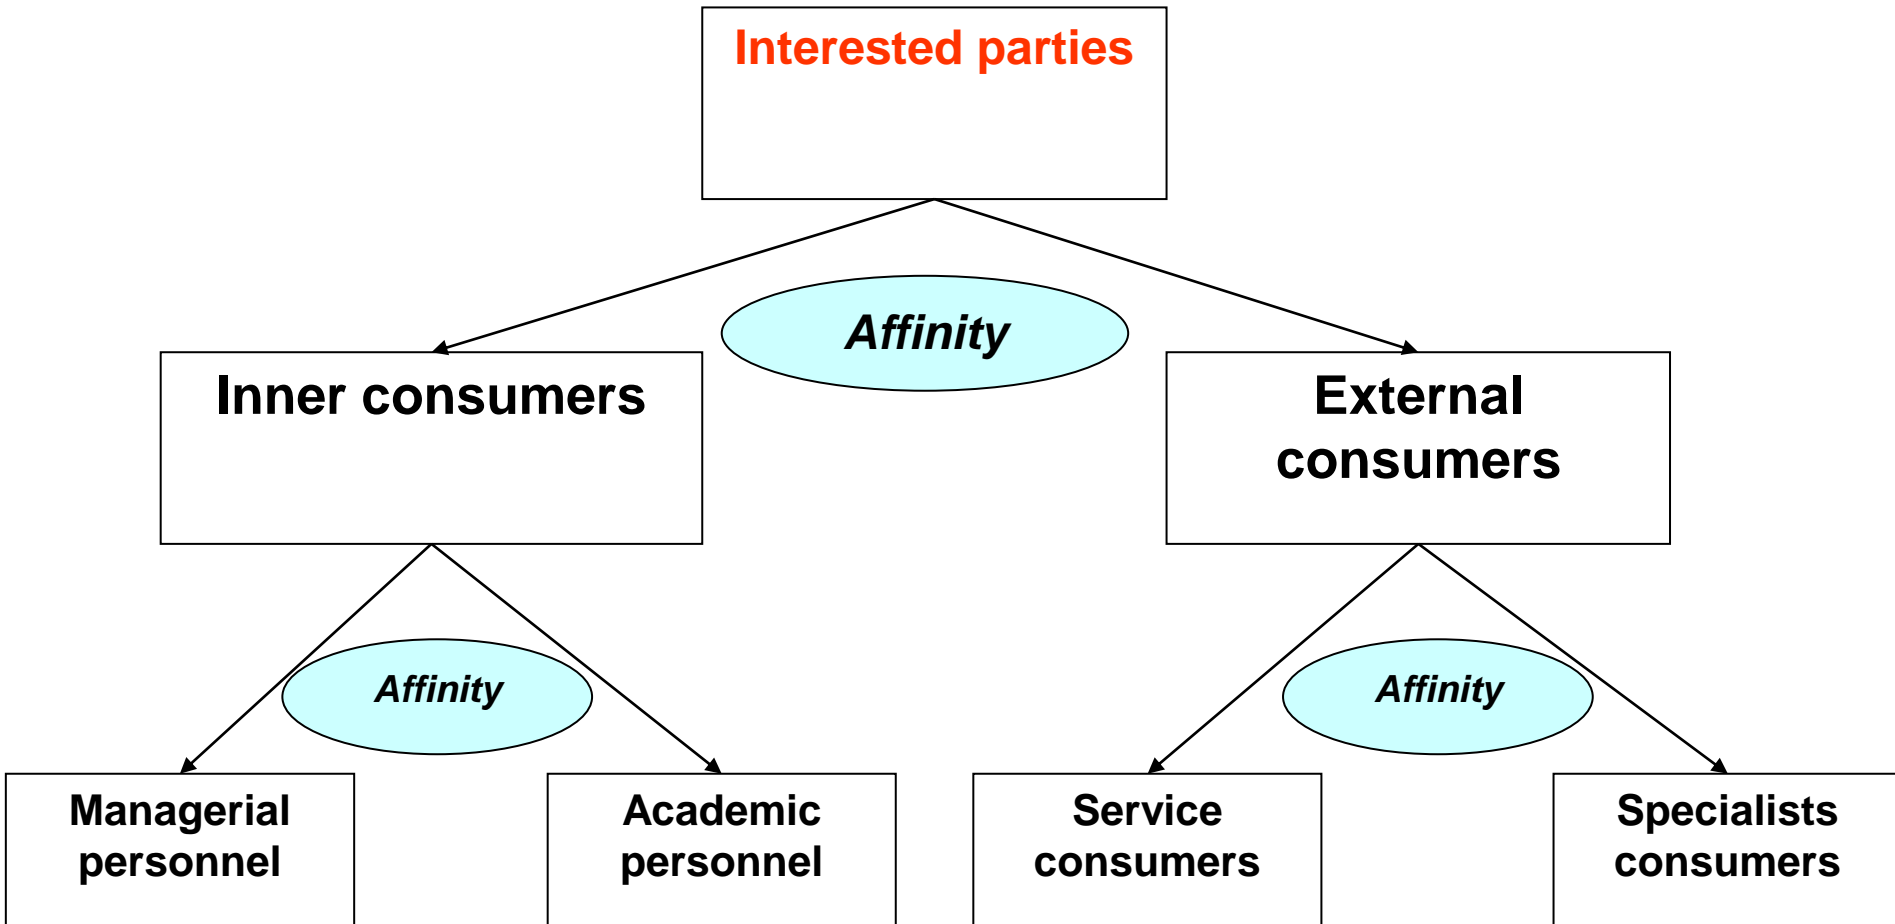 Interested parties
Affinity
Inner consumers
External
consumers
Affinity
Affinity
Managerial
personnel
Academic
personnel
Service
consumers
Specialists
consumers